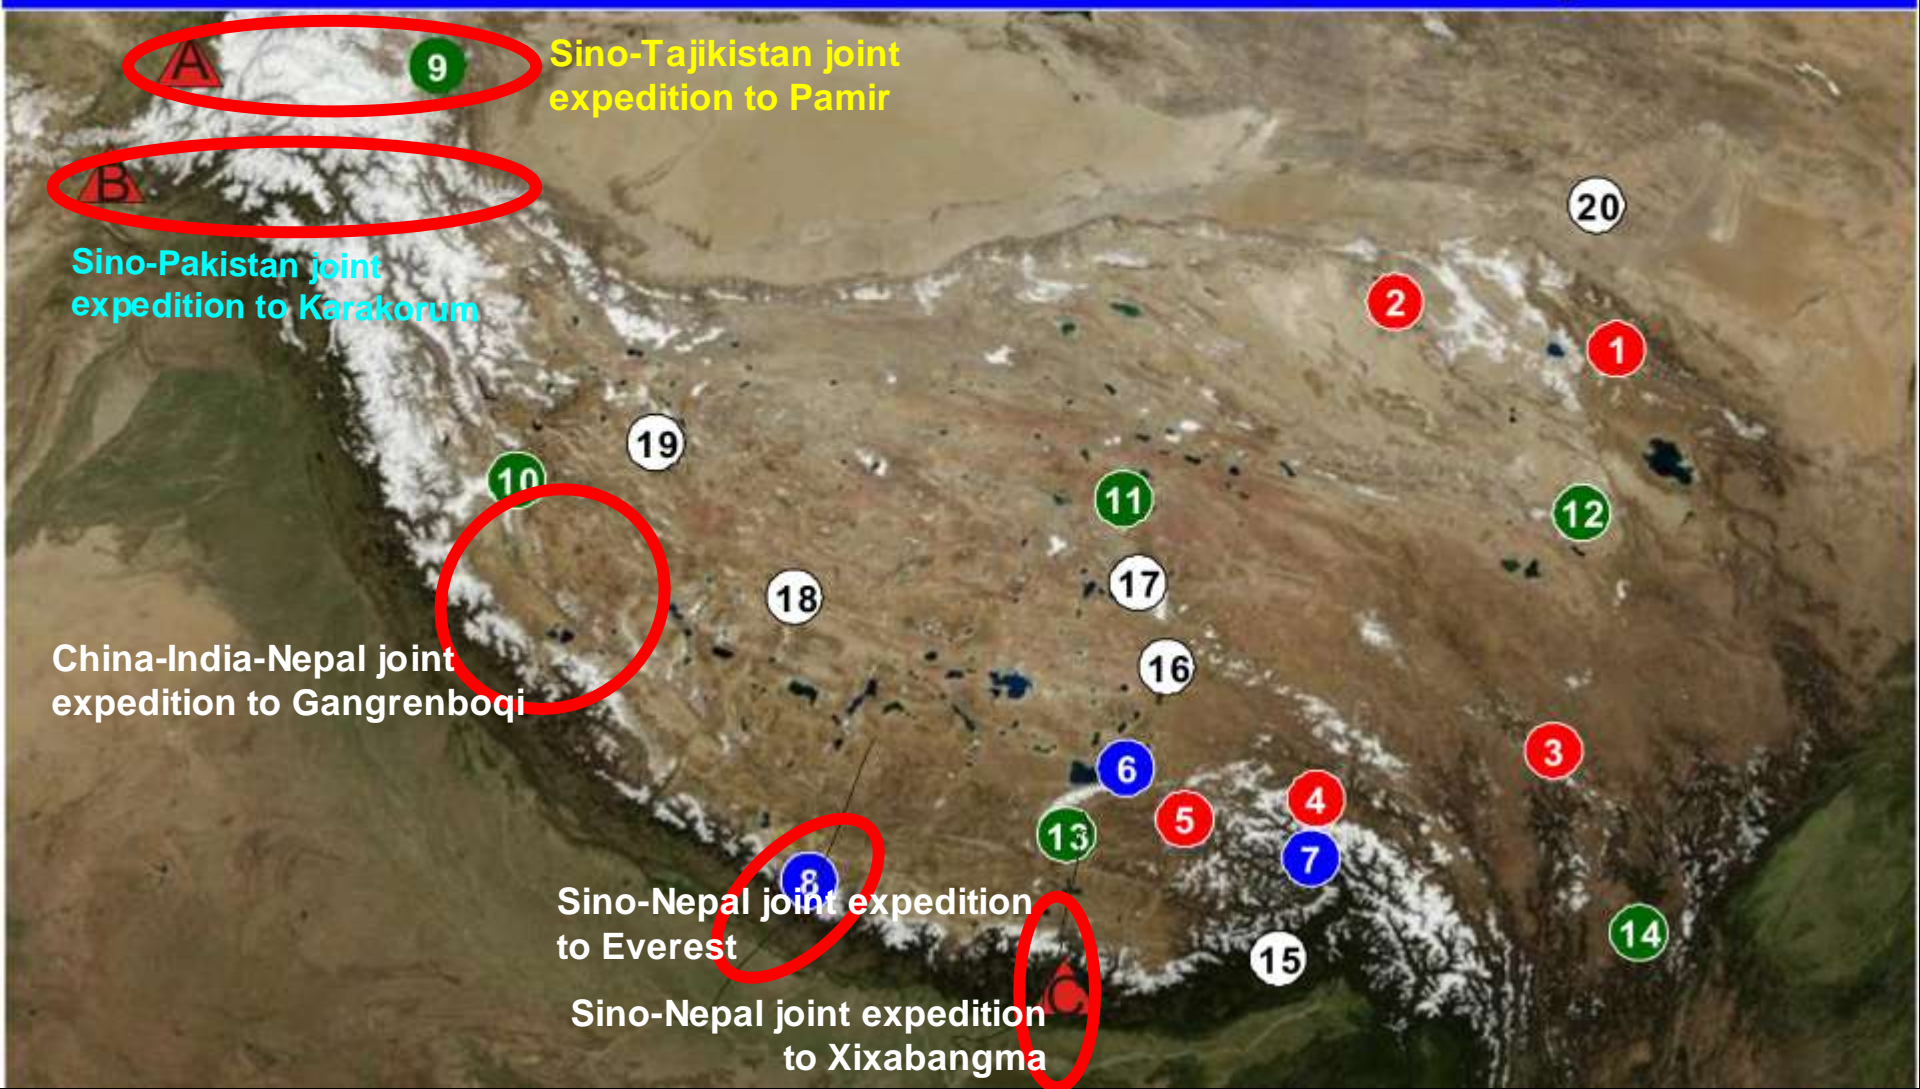 A
9
Sino-Tajikistan joint
expedition to Pamir
B
20
Sino-Pakistan joint
expedition to Karakorum
2
1
19
10
11
12
18
17
16
China-India-Nepal joint
expedition to Gangrenboqi
3
6
4
5
13
7
8
Sino-Nepal joint expedition
to Everest
14
15
C
Sino-Nepal joint expedition
to Xixabangma